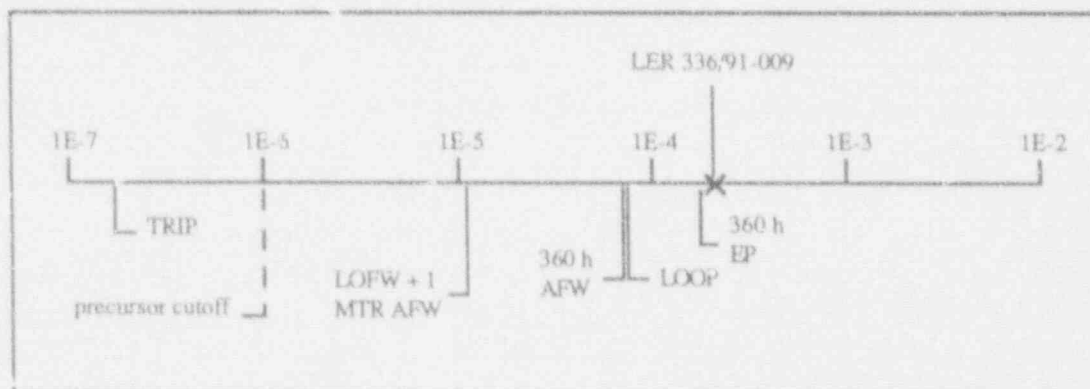 LER 336/91-009
1E-7 1E-6 1E-5 1E-4 1E-3 1E-2
TRIP
360 h
EP
360 h
AFW
LOOP
LOFW + 1
MTR AFW
precursor cutoff